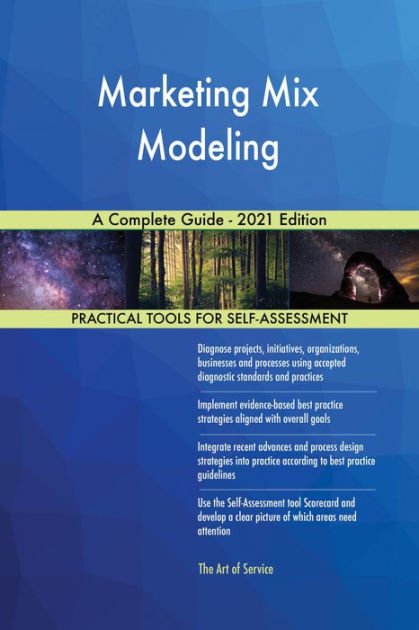 Marketing Mix
Modeling
A Complete Guide - 2021 Edition
PRACTICAL TOOLS FOR SELF-ASSESSMENT
Diagnose projects, initiatives, organizations,
businesses and processes using accepted
diagnostic standards and practices
Implement evidence-based best practice
strategies aligned with overall goals
Integrate recent advances and process design
strategies into practice according to best practice
guidelines
Use the Self-Assessment tool Scorecard and
develop a clear picture of which areas need
attention
The Art of Service